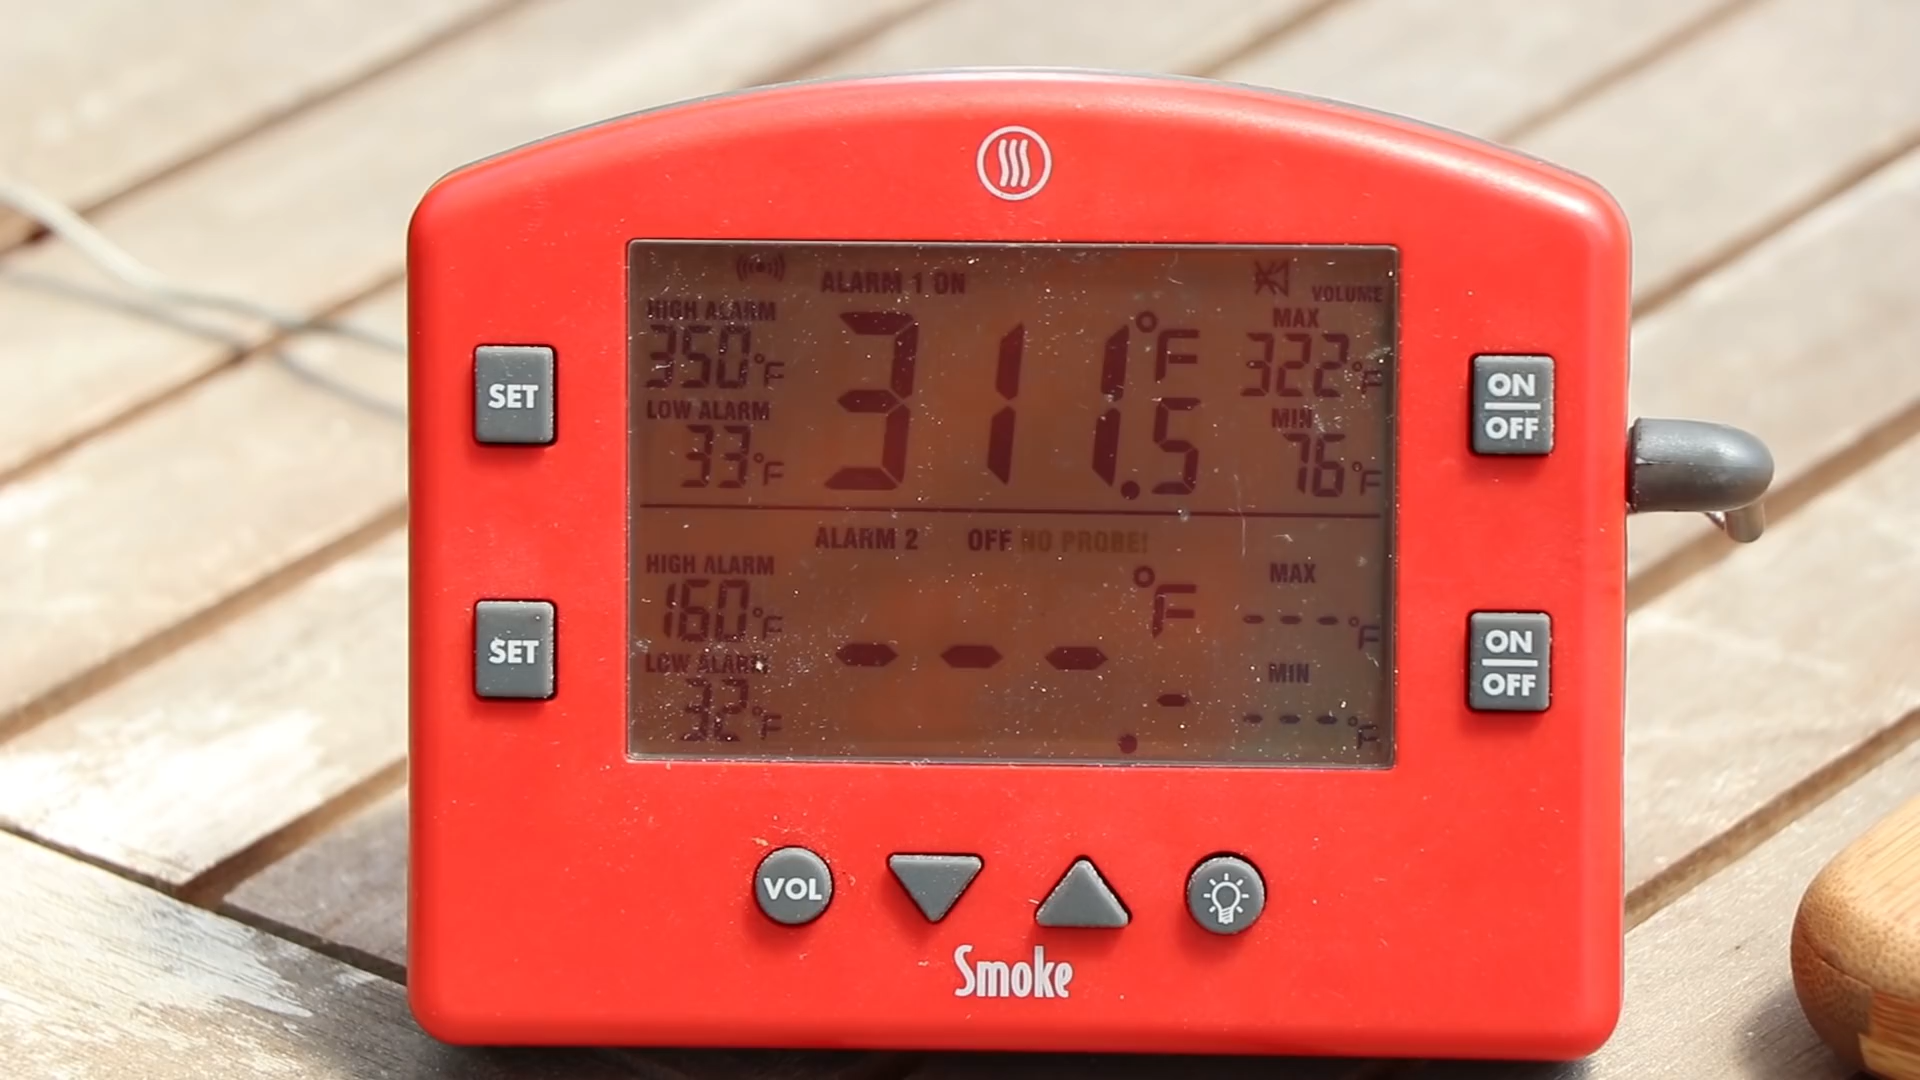 ALARM 1 ON
VOLUME
HIGH ALARM
350°F
311.5°F
MAX
322°F
LOW ALARM
33°F
MIN
76°F
ALARM 2 OFF NO PROBE!
HIGH ALARM
160°F
---.-°F
MAX
---°F
LOW ALARM
32°F
MIN
---°F
SET
ON
OFF
SET
ON
OFF
VOL
Smoke